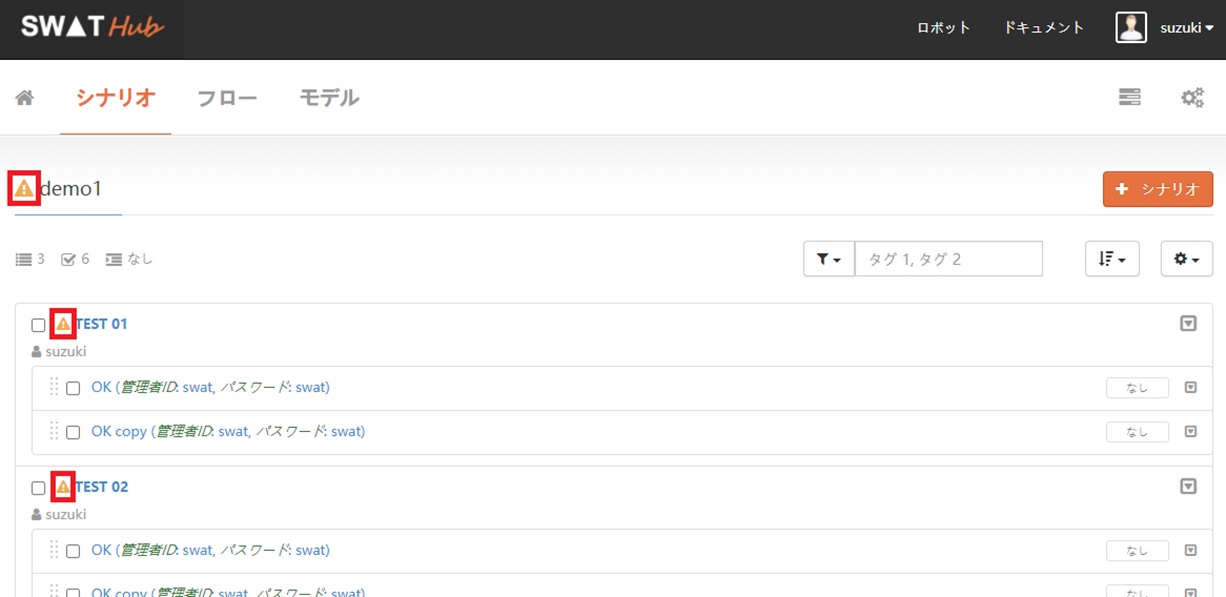 SWAT Hub ロボット ドキュメント suzuki
シナリオ フロー モデル
demo1 シナリオ
3 6 なし タグ 1, タグ 2
TEST 01
suzuki
OK (管理者ID: swat, パスワード: swat) なし
OK copy (管理者ID: swat, パスワード: swat) なし
TEST 02
suzuki
OK (管理者ID: swat, パスワード: swat) なし
OK copy (管理者ID: swat, パスワード: swat) なし